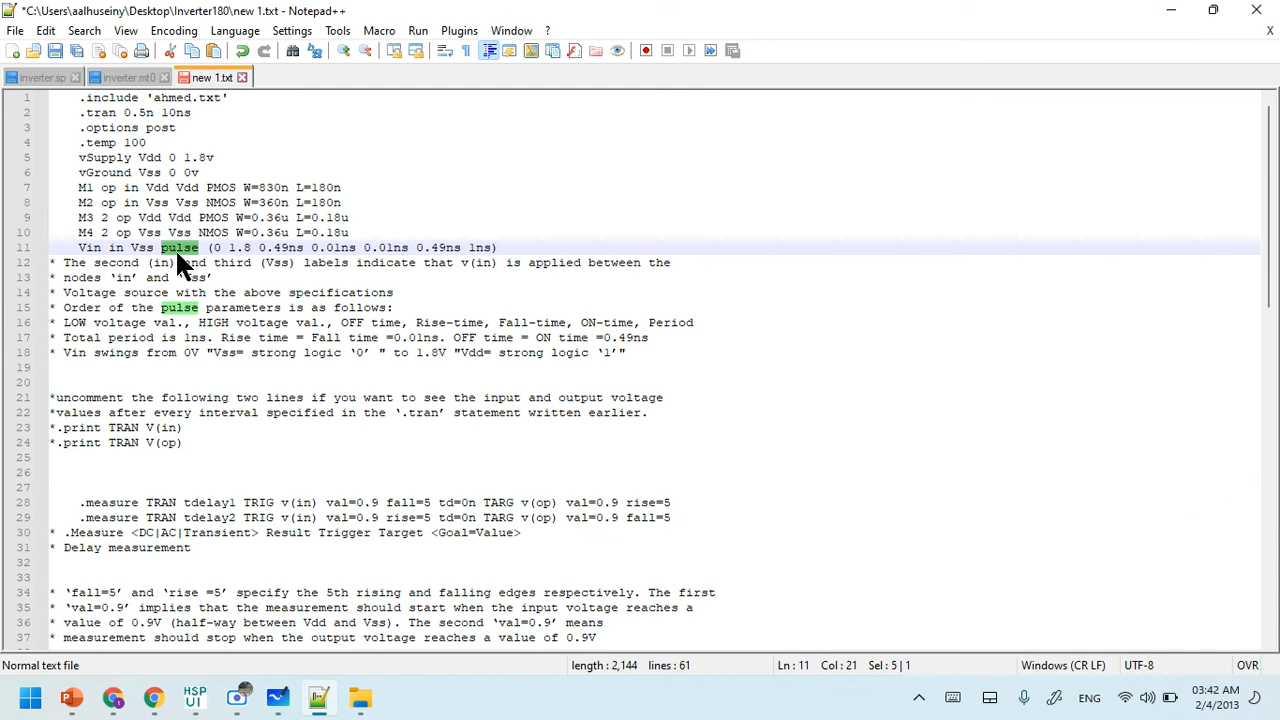 *C:\Users\aalhuseiny\Desktop\Inverter180\new 1.txt - Notepad++
File Edit Search View Encoding Language Settings Tools Macro Run Plugins Window ? X
inverter.sp inverter.mt0 new 1.txt
1 .include 'ahmed.txt'
2 .tran 0.5n 10ns
3 .options post
4 .temp 100
5 vSupply Vdd 0 1.8v
6 vGround Vss 0 0v
7 M1 op in Vdd Vdd PMOS W=830n L=180n
8 M2 op in Vss Vss NMOS W=360n L=180n
9 M3 2 op Vdd Vdd PMOS W=0.36u L=0.18u
10 M4 2 op Vss Vss NMOS W=0.36u L=0.18u
11 Vin in Vss pulse (0 1.8 0.49ns 0.01ns 0.01ns 0.49ns 1ns)
12 * The second (in) and third (Vss) labels indicate that v(in) is applied between the
13 * nodes ‘in’ and ‘Vss’
14 * Voltage source with the above specifications
15 * Order of the pulse parameters is as follows:
16 * LOW voltage val., HIGH voltage val., OFF time, Rise-time, Fall-time, ON-time, Period
17 * Total period is 1ns. Rise time = Fall time =0.01ns. OFF time = ON time =0.49ns
18 * Vin swings from 0V "Vss= strong logic ‘0’ " to 1.8V "Vdd= strong logic ‘1’"
19
20
21 *uncomment the following two lines if you want to see the input and output voltage
22 *values after every interval specified in the ‘.tran’ statement written earlier.
23 *.print TRAN V(in)
24 *.print TRAN V(op)
25
26
27
28 .measure TRAN tdelay1 TRIG v(in) val=0.9 fall=5 td=0n TARG v(op) val=0.9 rise=5
29 .measure TRAN tdelay2 TRIG v(in) val=0.9 rise=5 td=0n TARG v(op) val=0.9 fall=5
30 * .Measure <DC|AC|Transient> Result Trigger Target <Goal=Value>
31 * Delay measurement
32
33
34 * ‘fall=5’ and ‘rise =5’ specify the 5th rising and falling edges respectively. The first
35 * ‘val=0.9’ implies that the measurement should start when the input voltage reaches a
36 * value of 0.9V (half-way between Vdd and Vss). The second ‘val=0.9’ means
37 * measurement should stop when the output voltage reaches a value of 0.9V
Normal text file length : 2,144 lines : 61 Ln : 11 Col : 21 Sel : 5 | 1 Windows (CR LF) UTF-8 OVR
HSP UI ENG 03:42 AM
2/4/2013